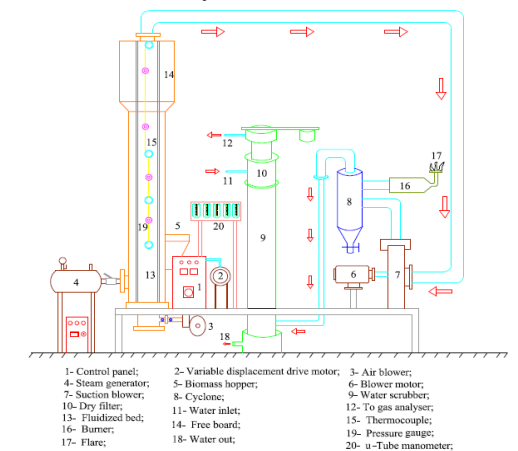 14
12
17
11
10
16
15
5
8
20
19
9
4
13
1
2
6
7
3
18
1- Control panel; 2- Variable displacement drive motor; 3- Air blower;
4- Steam generator; 5- Biomass hopper; 6- Blower motor;
7- Suction blower; 8- Cyclone; 9- Water scrubber;
10- Dry filter; 11- Water inlet; 12- To gas analyser;
13- Fluidized bed; 14- Free board; 15- Thermocouple;
16- Burner; 18- Water out; 19- Pressure gauge;
17- Flare; 20- u-Tube manometer;